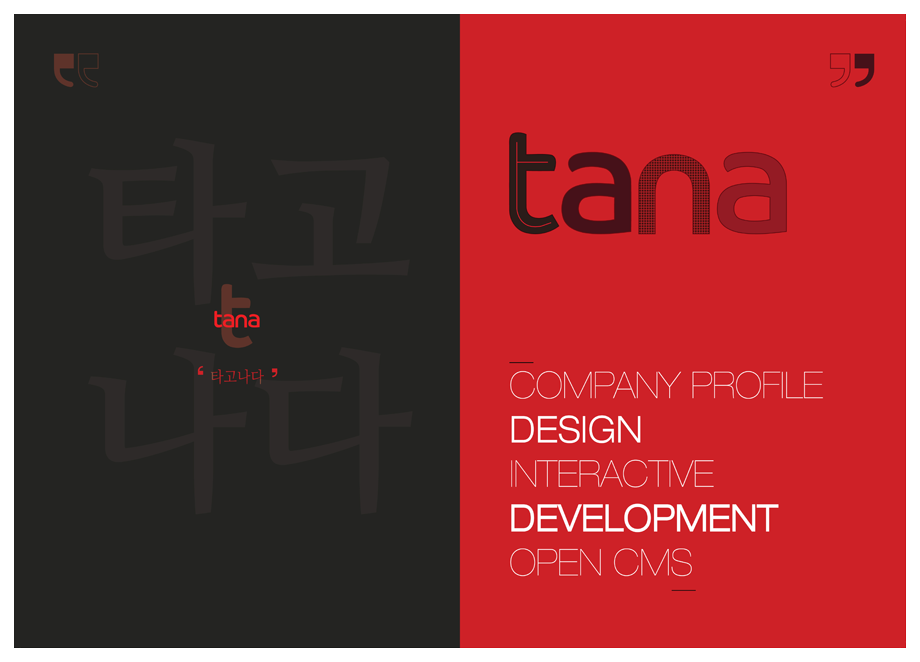 타고
나다
t
tana
❛ 타고나다 ❜
tana
COMPANY PROFILE
DESIGN
INTERACTIVE
DEVELOPMENT
OPEN CMS